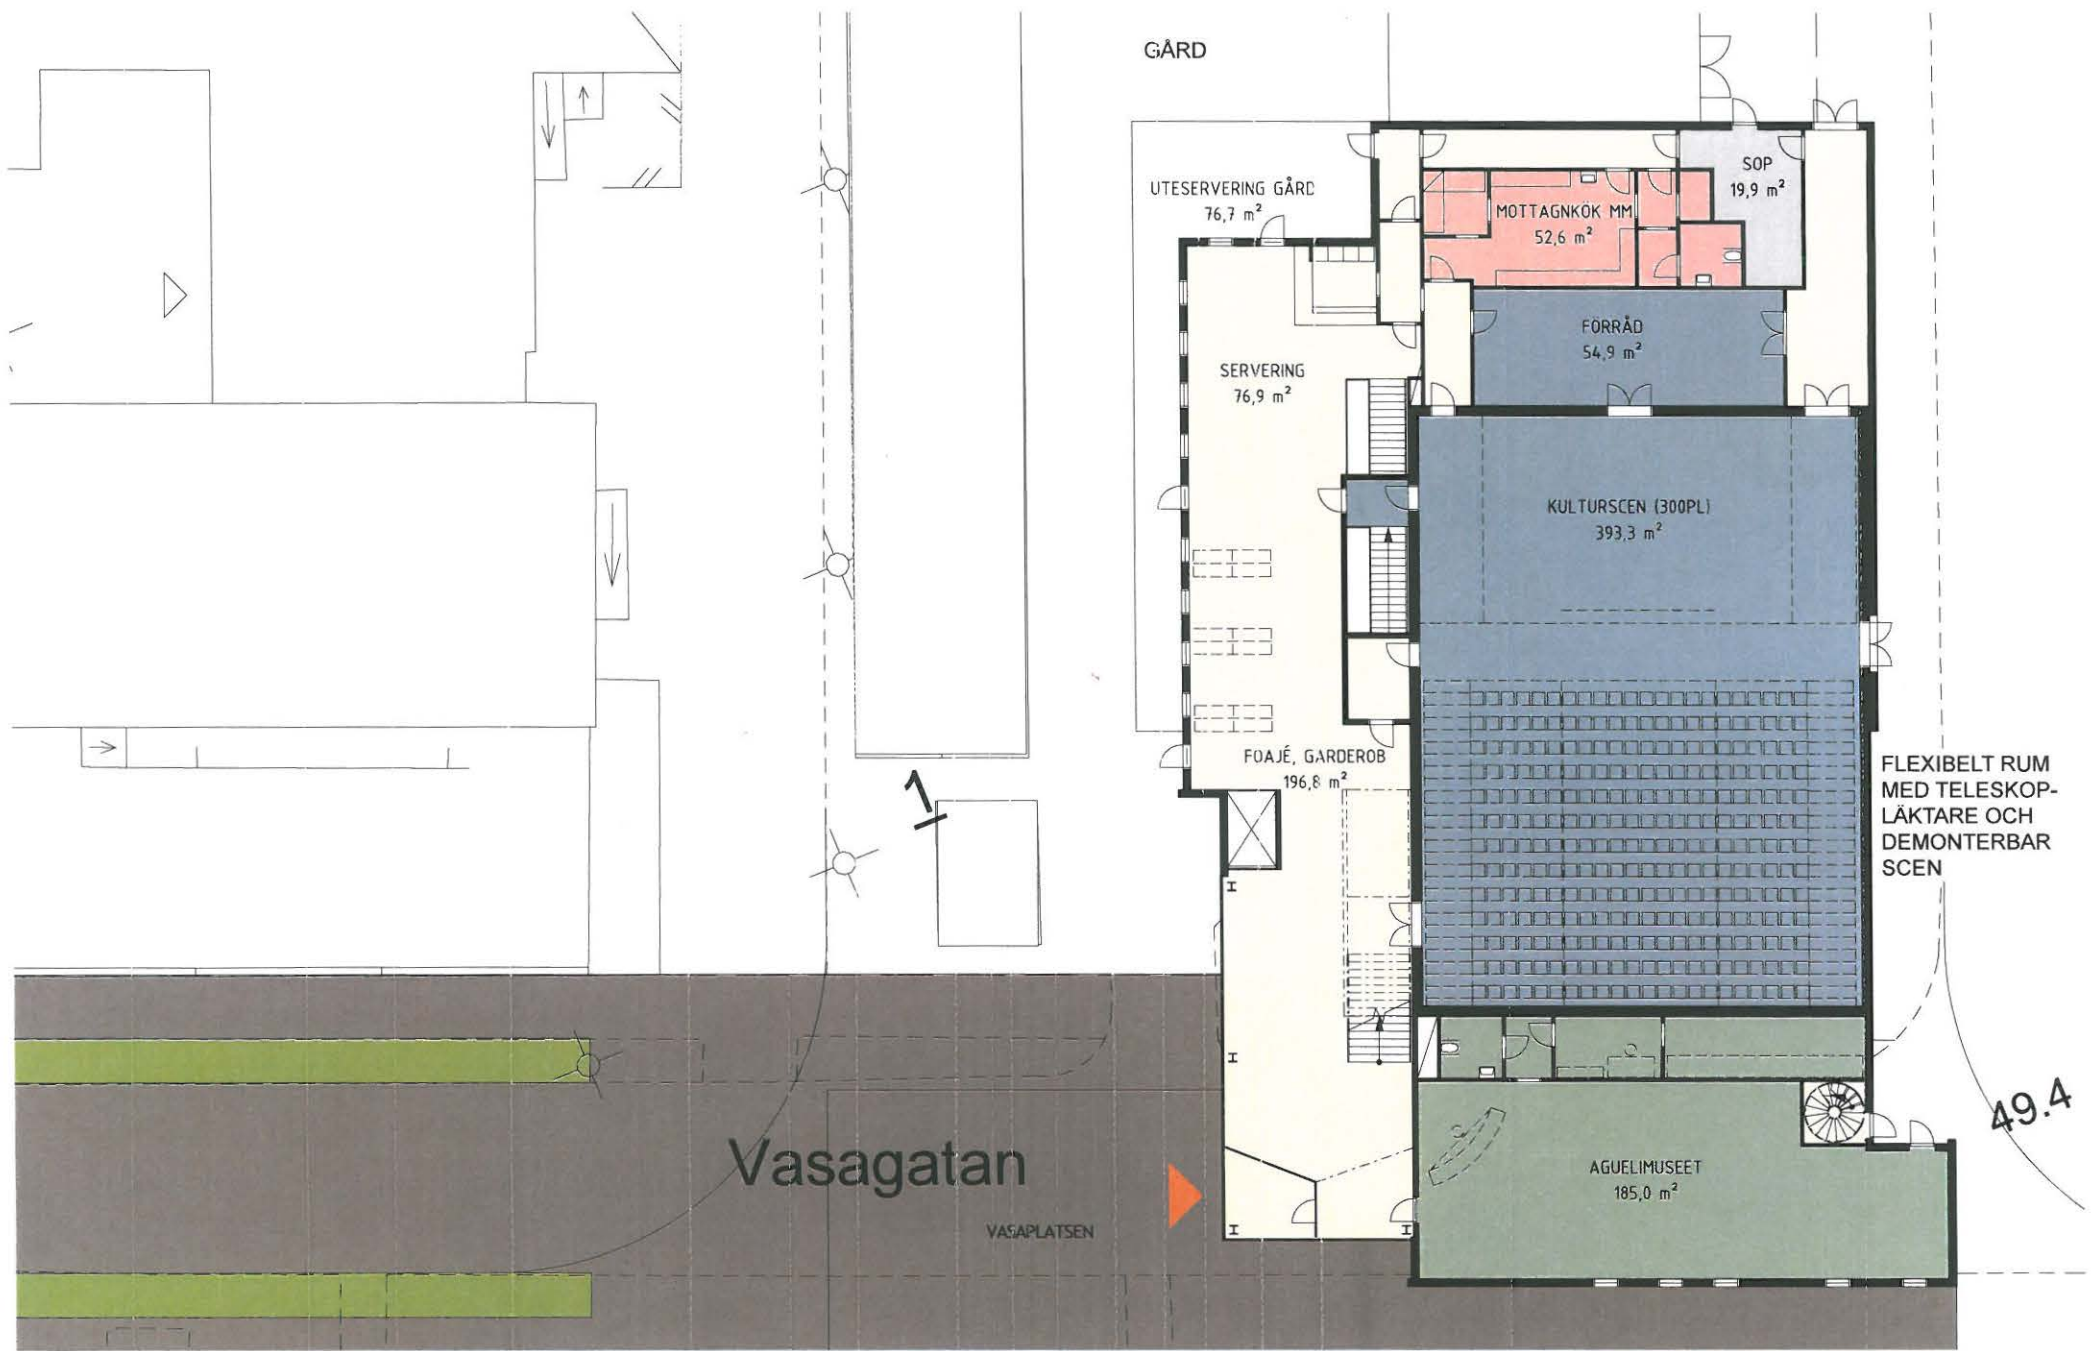 GÅRD
UTESERVERING GÅRD
76,7 m²
SOP
19,9 m²
MOTTAGNKÖK MM
52,6 m²
FÖRRÅD
54,9 m²
SERVERING
76,9 m²
KULTURSCEN (300PL)
393,3 m²
FOAJÉ, GARDEROB
196,8 m²
FLEXIBELT RUM
MED TELESKOP-
LÄKTARE OCH
DEMONTERBAR
SCEN
1
49.4
Vasagatan
VASAPLATSEN
AGUELIMUSEET
185,0 m²